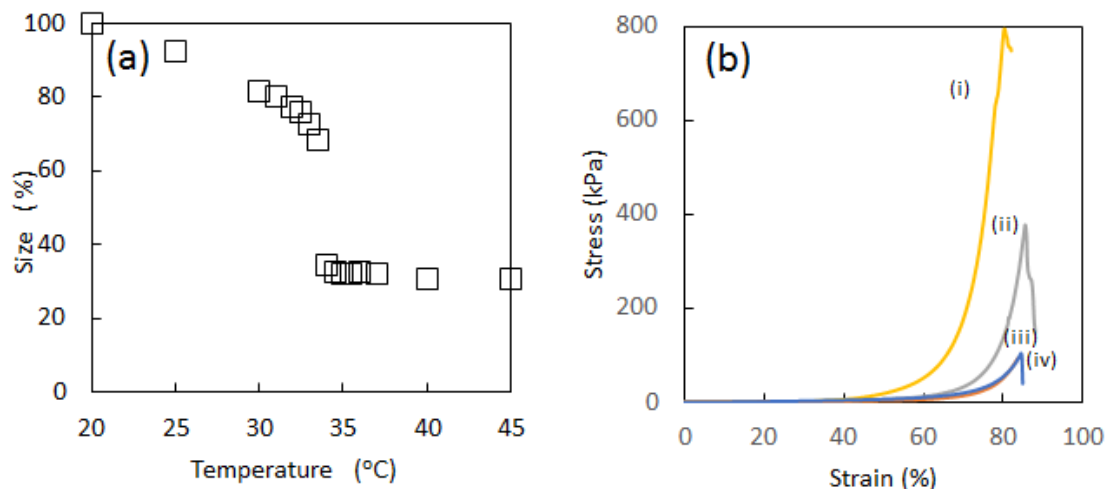 (a)
100
80
60
40
20
0
Size ( %)
20 25 30 35 40 45
Temperature (°C)
(b)
800
600
400
200
0
Stress (kPa)
(i)
(ii)
(iii)
(iv)
0 20 40 60 80 100
Strain (%)